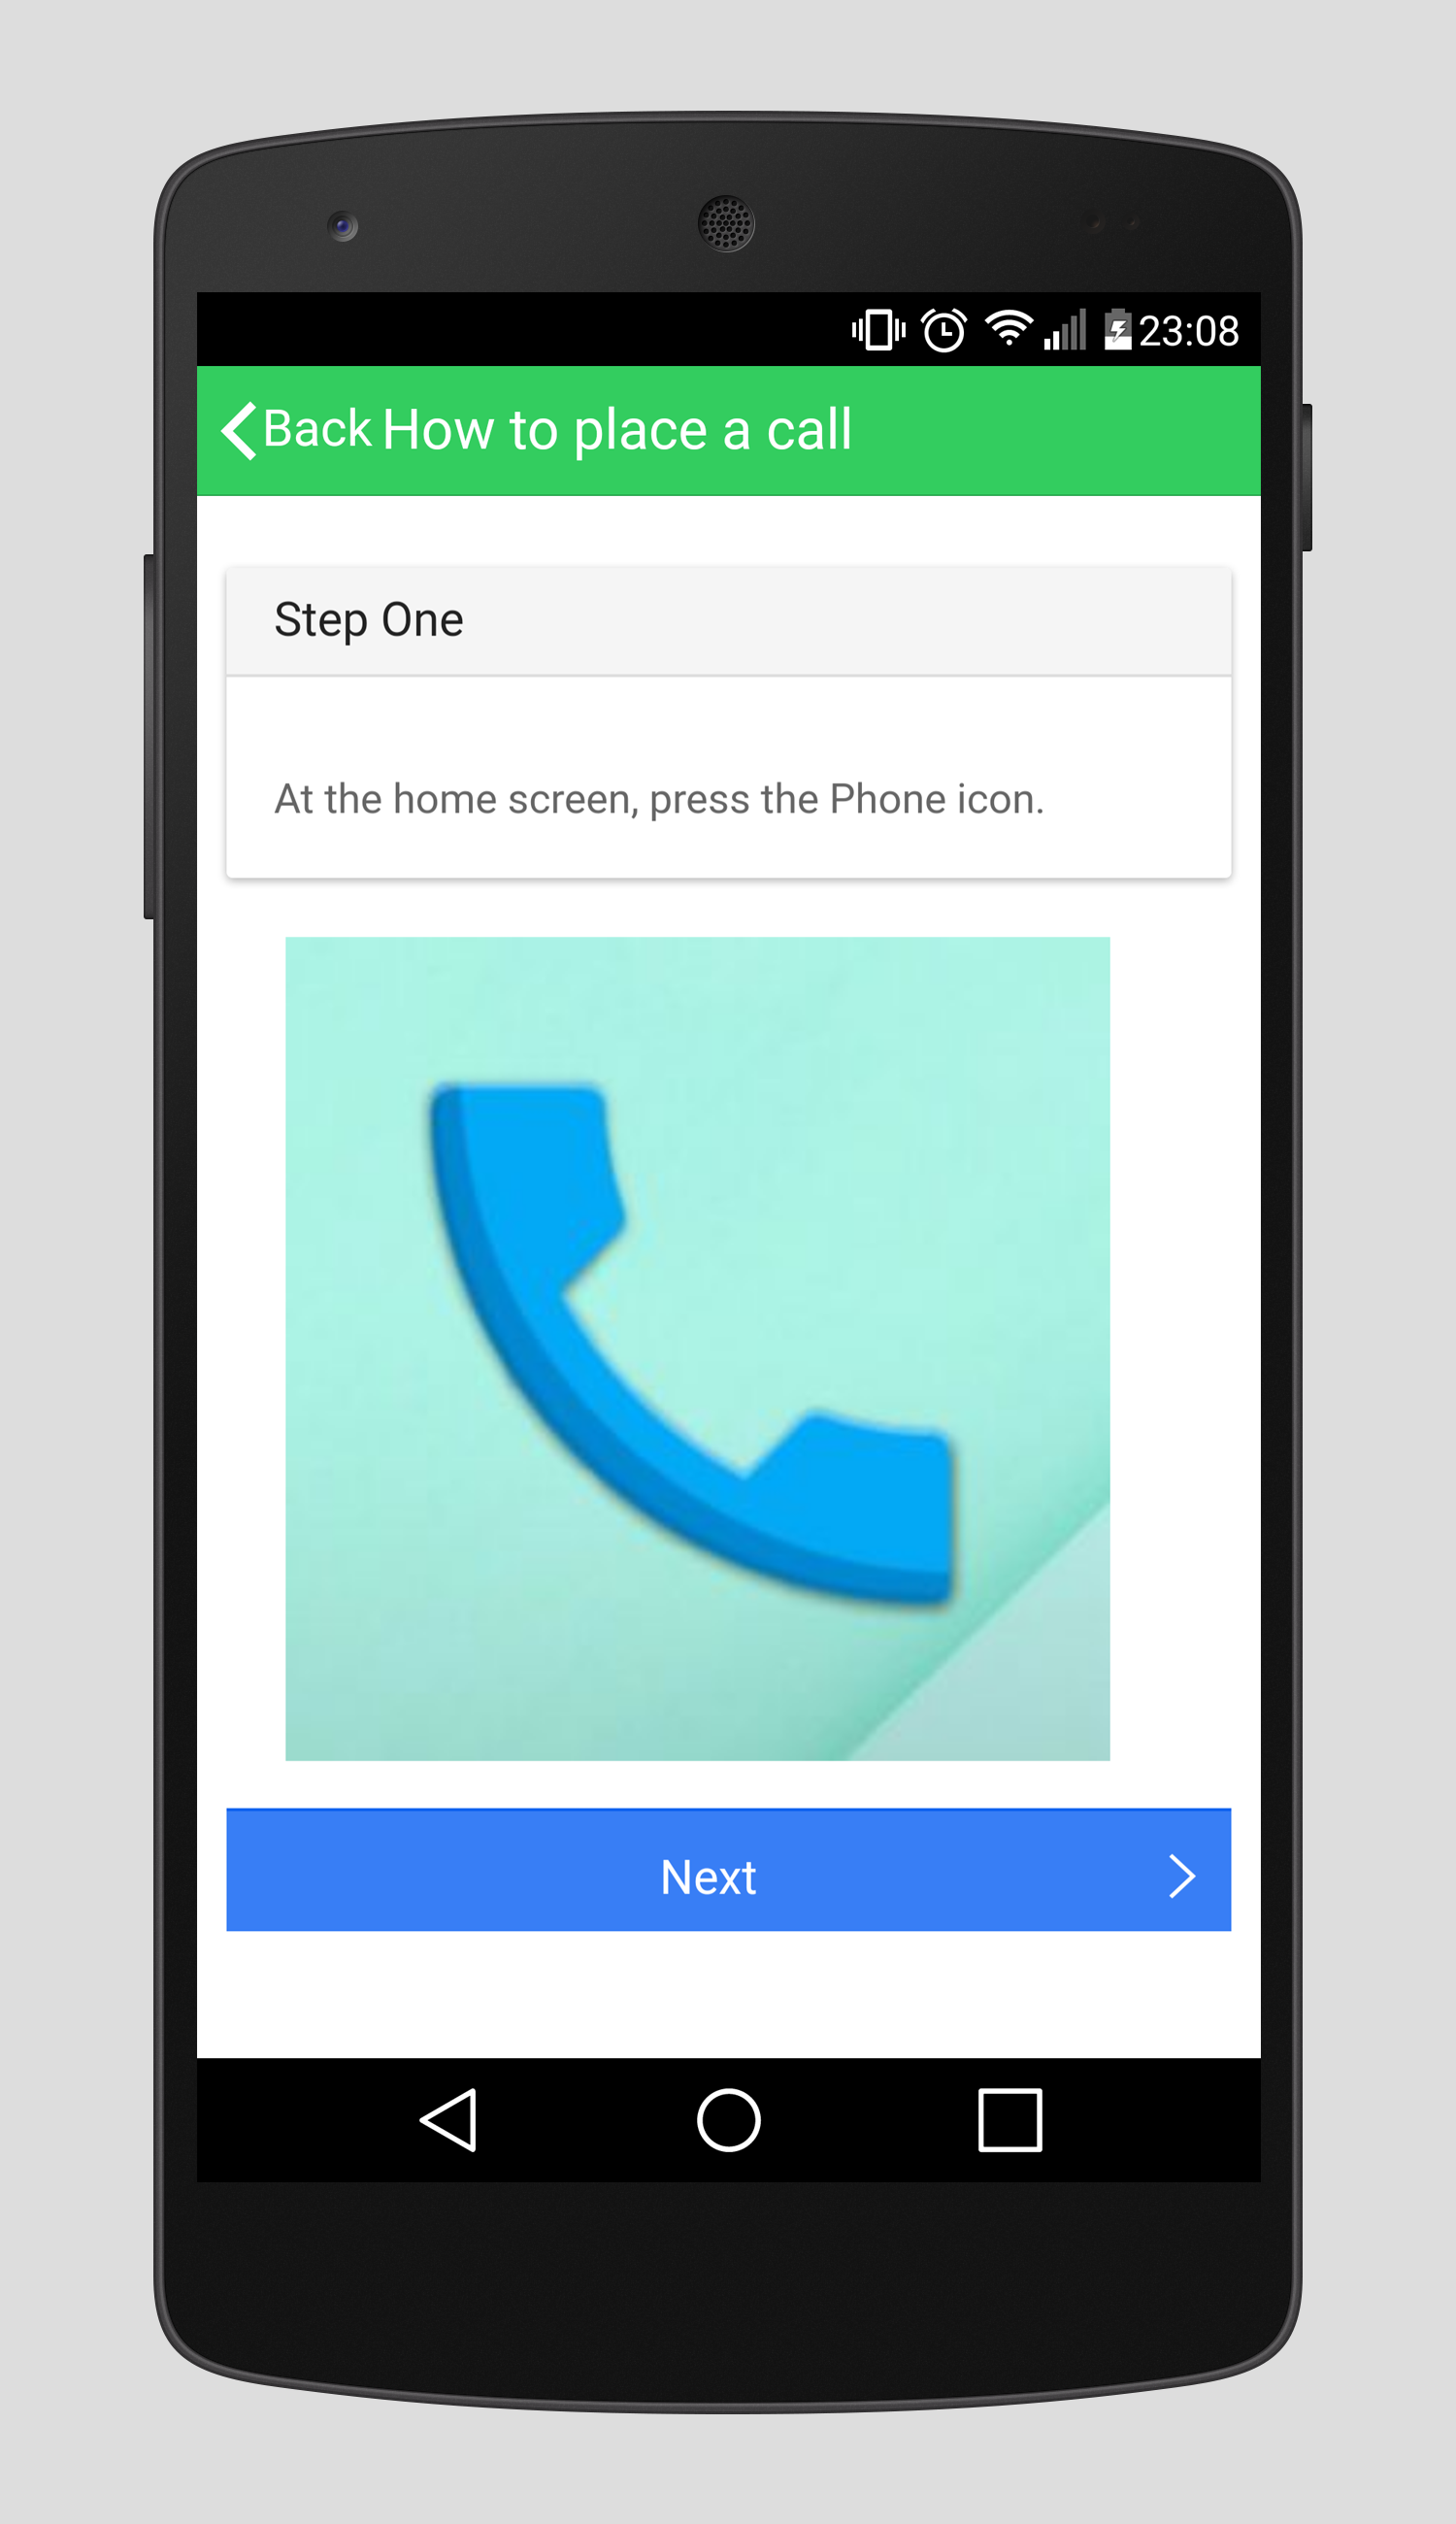 23:08
Back How to place a call
Step One
At the home screen, press the Phone icon.
Next